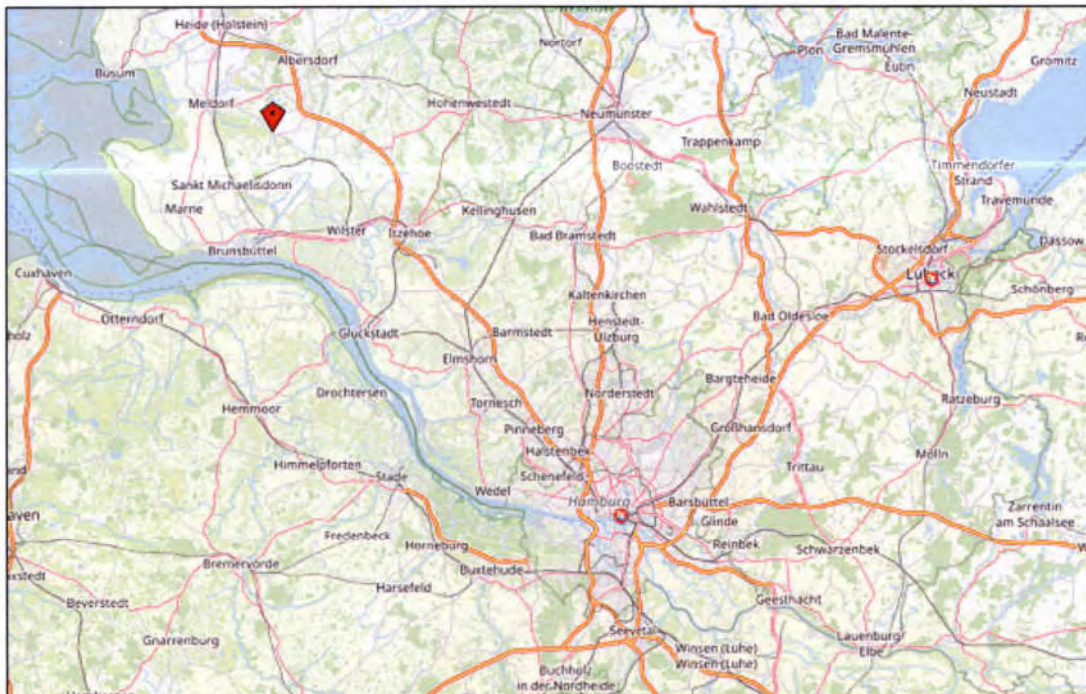 Heide (Holstein)
Nortorf
Plön
Bad Malente-
Gremsmühlen
Eutin
Grömitz
Büsum
Albersdorf
Neustadt
Meldorf
Hohenwestedt
Neumünster
Trappenkamp
Boostedt
Timmendorfer
Strand
Sankt Michaelisdonn
Travemünde
Marne
Kellinghusen
Wahlstedt
Wilster
Itzehoe
Bad Bramstedt
Brunsbüttel
Stockelsdorf
Dassow
Cuxhaven
Lübeck
Schönberg
Kaltenkirchen
Otterndorf
holz
Glückstadt
Barmstedt
Henstedt-
Ulzburg
Bad Oldesloe
Elmshorn
Bargteheide
Drochtersen
Norderstedt
Ratzeburg
Hemmoor
Tornesch
Pinneberg
Großhansdorf
Halstenbek
Mölln
Himmelpforten
Stade
Schenefeld
Trittau
Wedel
Hamburg
Barsbüttel
Zarrentin
am Schaalsee
aven
Glinde
Fredenbeck
Horneburg
Reinbek
Schwarzenbek
Bremervörde
Buxtehude
Harsefeld
Geesthacht
Beverstedt
Gnarrenburg
Seevetal
Lauenburg/
Elbe
Winsen (Luhe)
Winsen (Luhe)
Buchholz
in der Nordheide